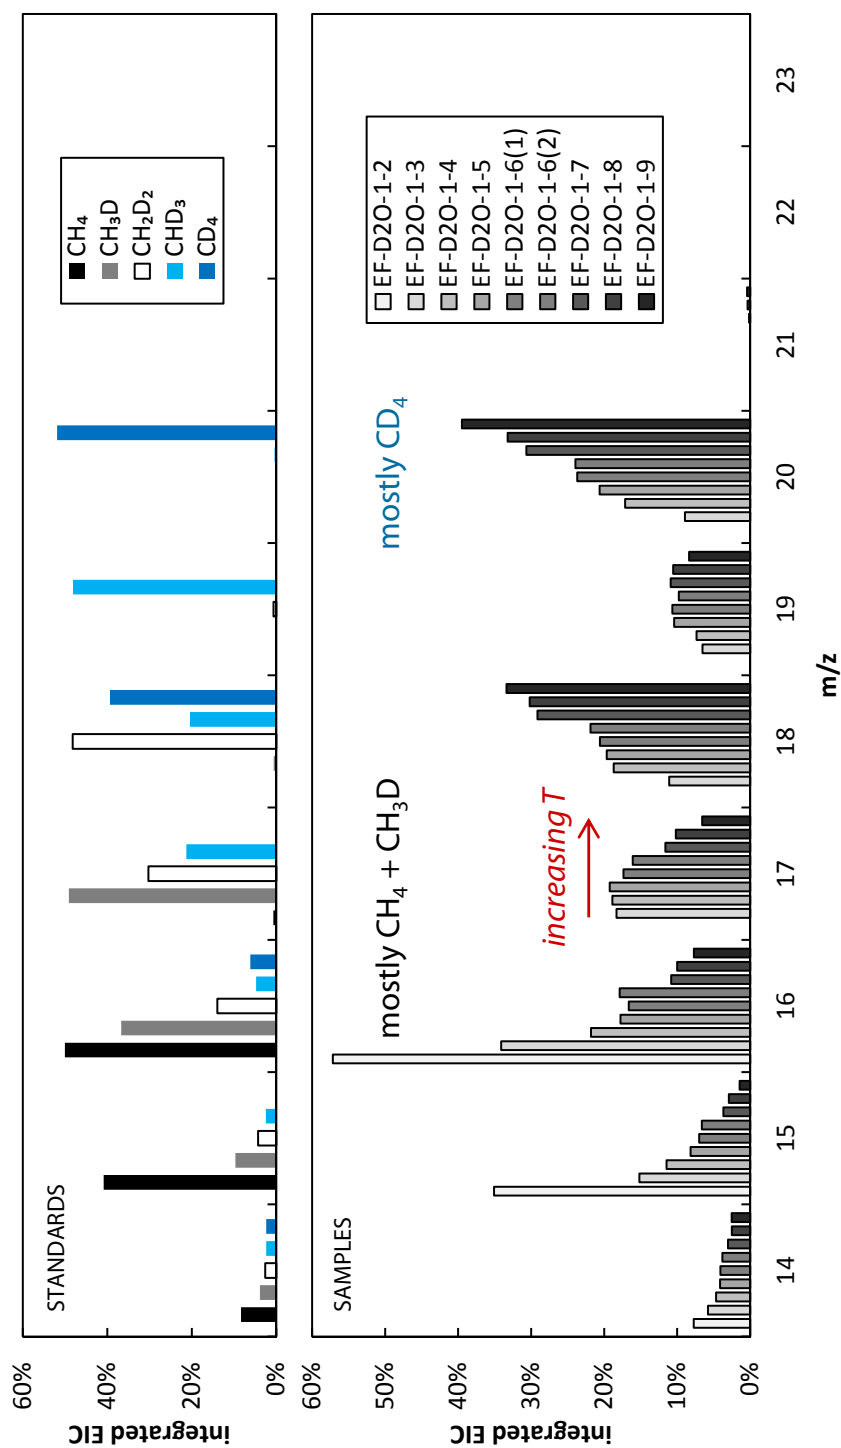 STANDARDS
integrated EIC
60%
40%
20%
0%
CH₄
CH₃D
CH₂D₂
CHD₃
CD₄
SAMPLES
integrated EIC
60%
50%
40%
30%
20%
10%
0%
mostly CH₄ + CH₃D
increasing T
mostly CD₄
EF-D2O-1-2
EF-D2O-1-3
EF-D2O-1-4
EF-D2O-1-5
EF-D2O-1-6(1)
EF-D2O-1-6(2)
EF-D2O-1-7
EF-D2O-1-8
EF-D2O-1-9
14 15 16 17 18 19 20 21 22 23
m/z